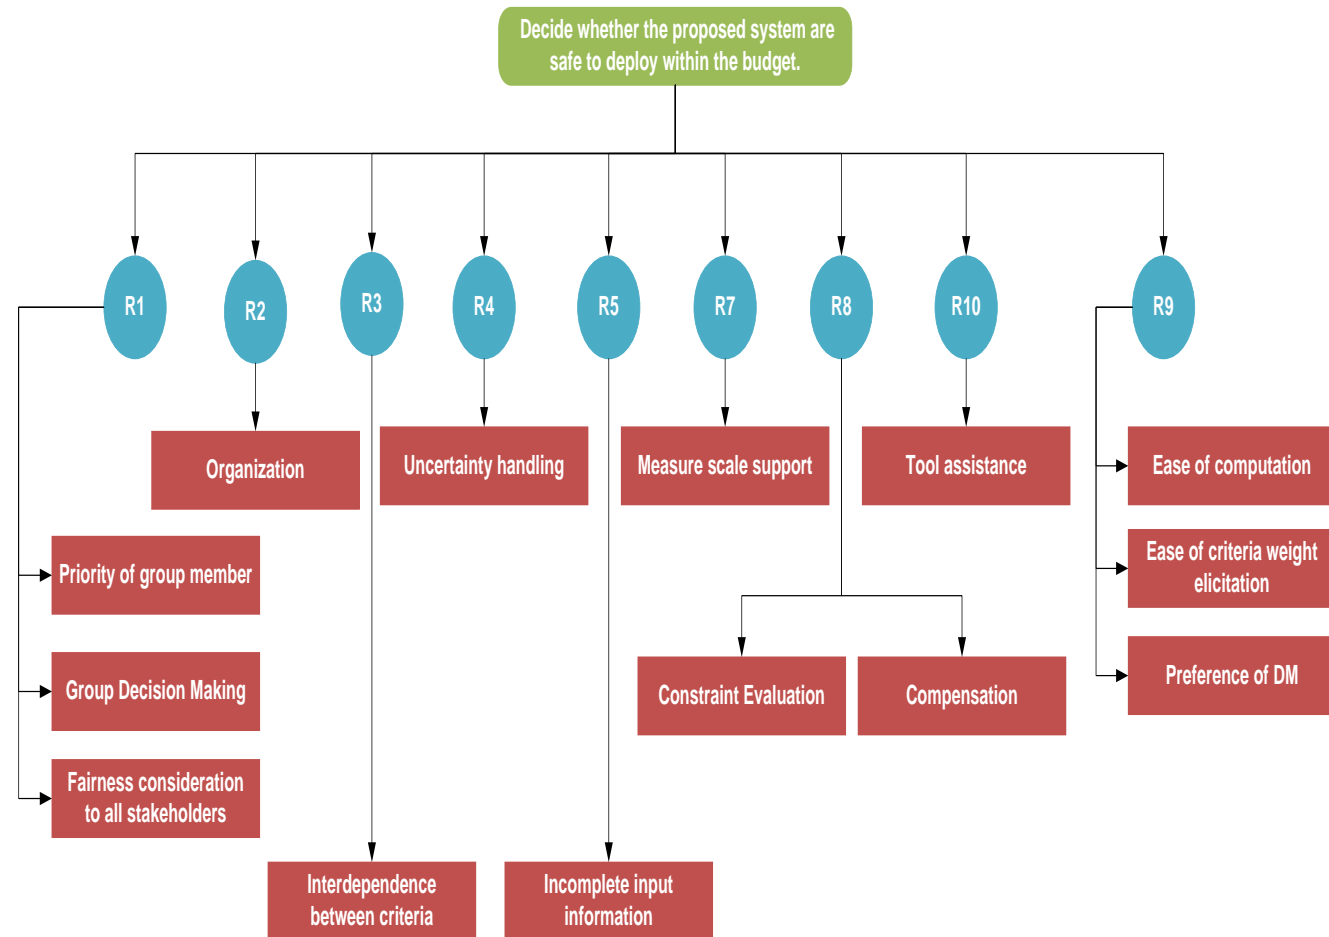 Decide whether the proposed system are
safe to deploy within the budget.
R1
R2
R3
R4
R5
R7
R8
R10
R9
Organization
Uncertainty handling
Measure scale support
Tool assistance
Ease of computation
Priority of group member
Ease of criteria weight
elicitation
Group Decision Making
Constraint Evaluation
Compensation
Preference of DM
Fairness consideration
to all stakeholders
Interdependence
between criteria
Incomplete input
information